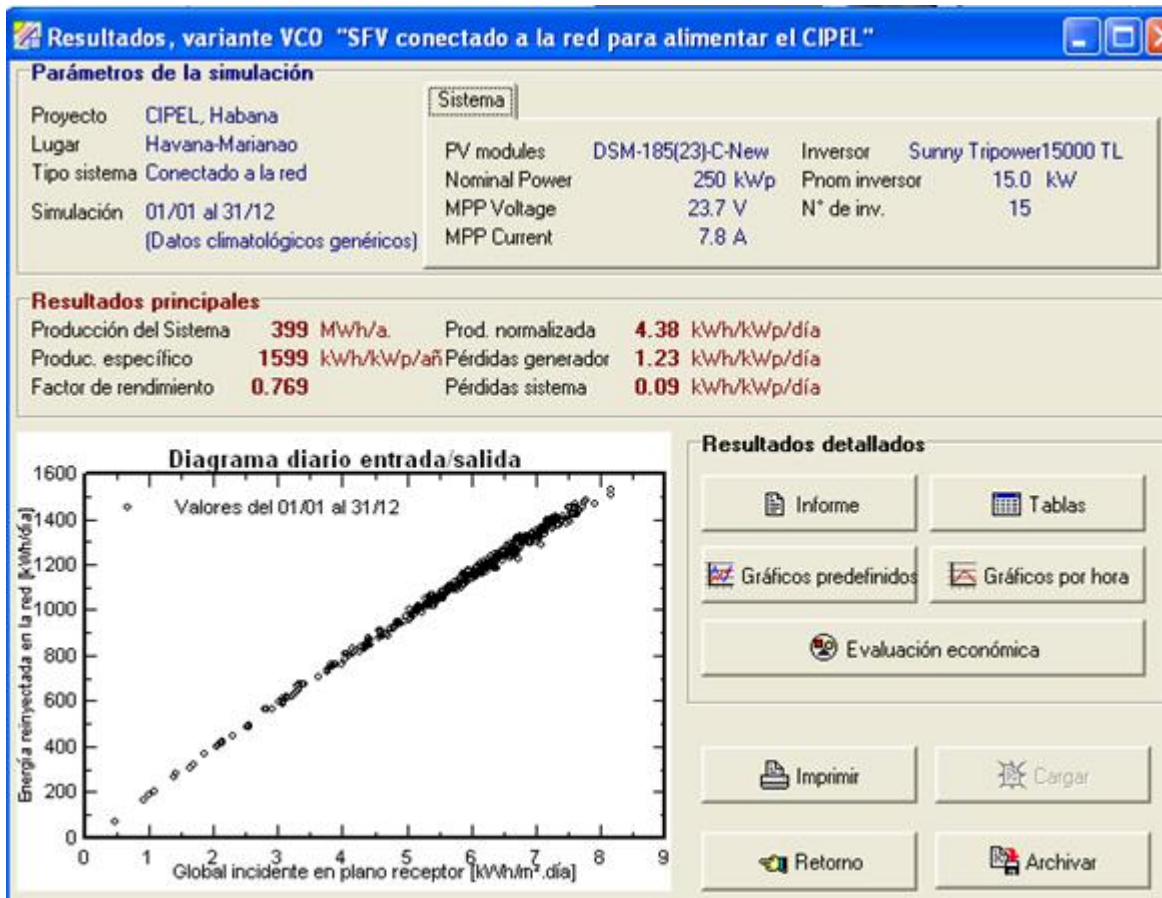 Resultados, variante VC0 "SFV conectado a la red para alimentar el CIPEL"
Parámetros de la simulación
Proyecto CIPEL, Habana
Lugar Havana-Marianao
Tipo sistema Conectado a la red
Simulación 01/01 al 31/12
(Datos climatológicos genéricos)
Sistema
PV modules DSM-185(23)-C-New Inversor Sunny Tripower15000 TL
Nominal Power 250 kWp Pnom inversor 15.0 kW
MPP Voltage 23.7 V N° de inv. 15
MPP Current 7.8 A
Resultados principales
Producción del Sistema 399 MWh/a. Prod. normalizada 4.38 kWh/kWp/día
Produc. específico 1599 kWh/kWp/añ Pérdidas generador 1.23 kWh/kWp/día
Factor de rendimiento 0.769 Pérdidas sistema 0.09 kWh/kWp/día
Diagrama diario entrada/salida
Valores del 01/01 al 31/12
Energía reinyectada en la red [kWh/día]
1600
1400
1200
1000
800
600
400
200
0
0 1 2 3 4 5 6 7 8 9
Global incidente en plano receptor [kWh/m².día]
Resultados detallados
Informe Tablas
Gráficos predefinidos Gráficos por hora
Evaluación económica
Imprimir Cargar
Retorno Archivar